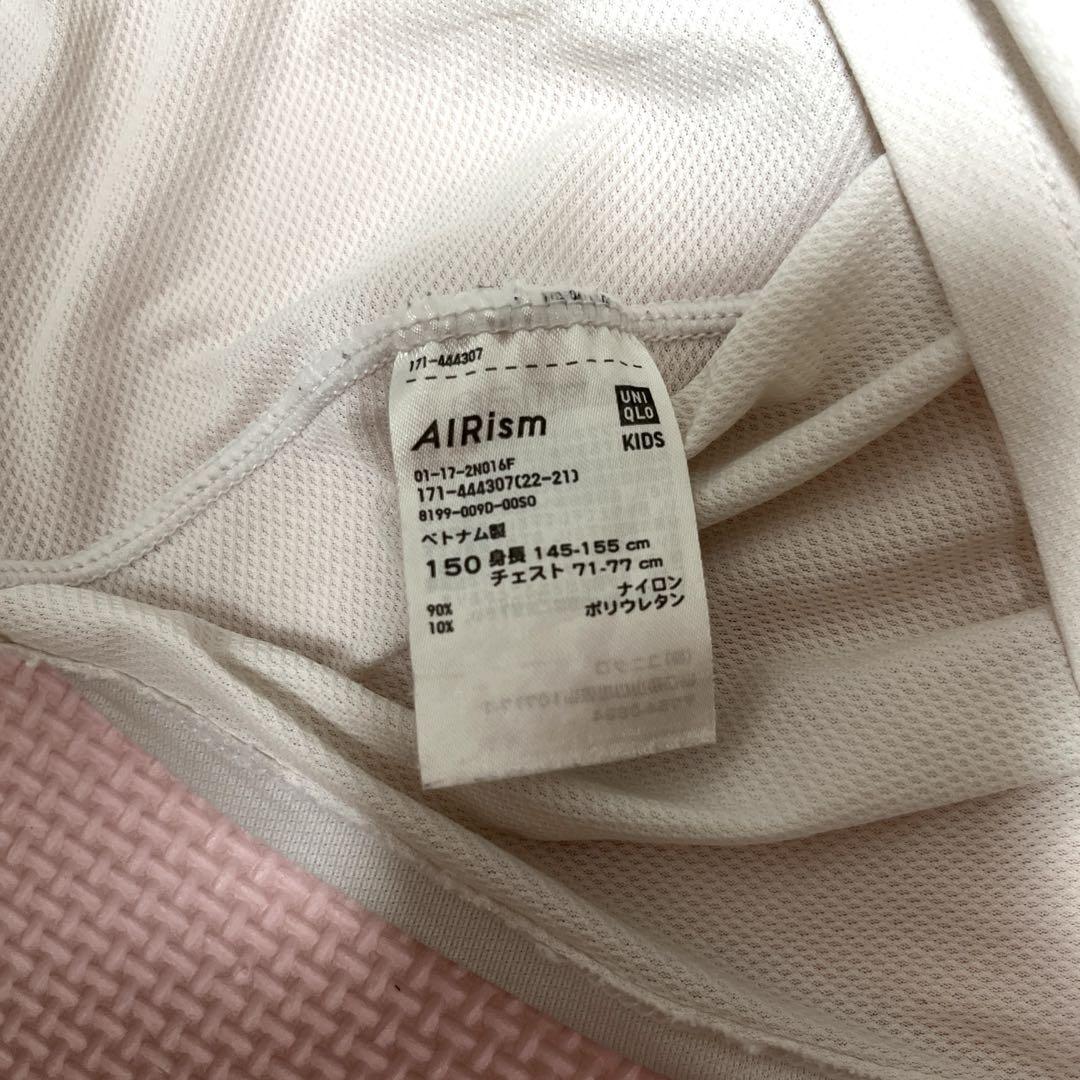 171-444307
AIRism
UNI
QLO
KIDS
01-17-2N016F
171-444307(22-21)
8199-009D-00SO
ベトナム製
150 身長 145-155 cm
チェスト 71-77 cm
90% ナイロン
10% ポリウレタン